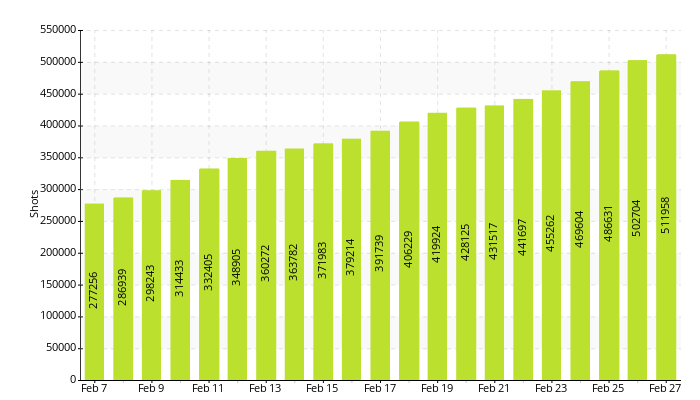 550000
500000
450000
400000
350000
300000
250000
200000
150000
100000
50000
0
Shots
277256
286939
298243
314433
332405
348905
360272
363782
371983
379214
391739
406229
419924
428125
431517
441697
455262
469604
486631
502704
511958
Feb 7
Feb 9
Feb 11
Feb 13
Feb 15
Feb 17
Feb 19
Feb 21
Feb 23
Feb 25
Feb 27